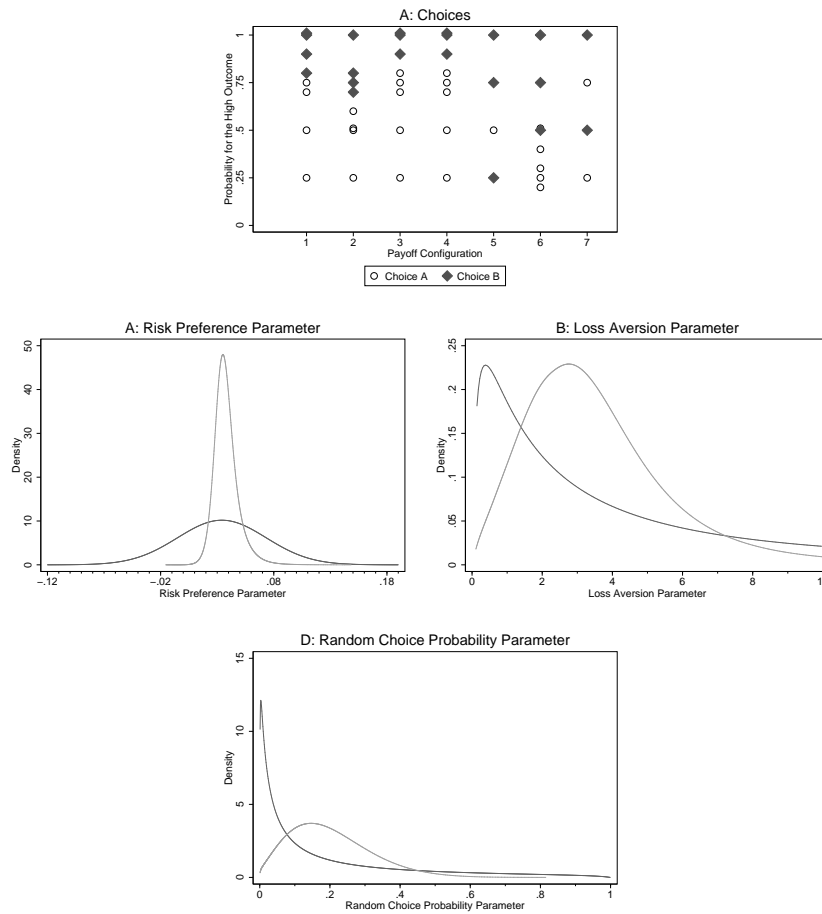 A: Choices
Probability for the High Outcome
1
.75
.5
.25
0
1 2 3 4 5 6 7
Payoff Configuration
Choice A Choice B
A: Risk Preference Parameter
Density
50
40
30
20
10
0
-.12 -.02 .08 .18
Risk Preference Parameter
B: Loss Aversion Parameter
Density
.25
.2
.15
.1
.05
0
0 2 4 6 8 10
Loss Aversion Parameter
D: Random Choice Probability Parameter
Density
15
10
5
0
0 .2 .4 .6 .8 1
Random Choice Probability Parameter